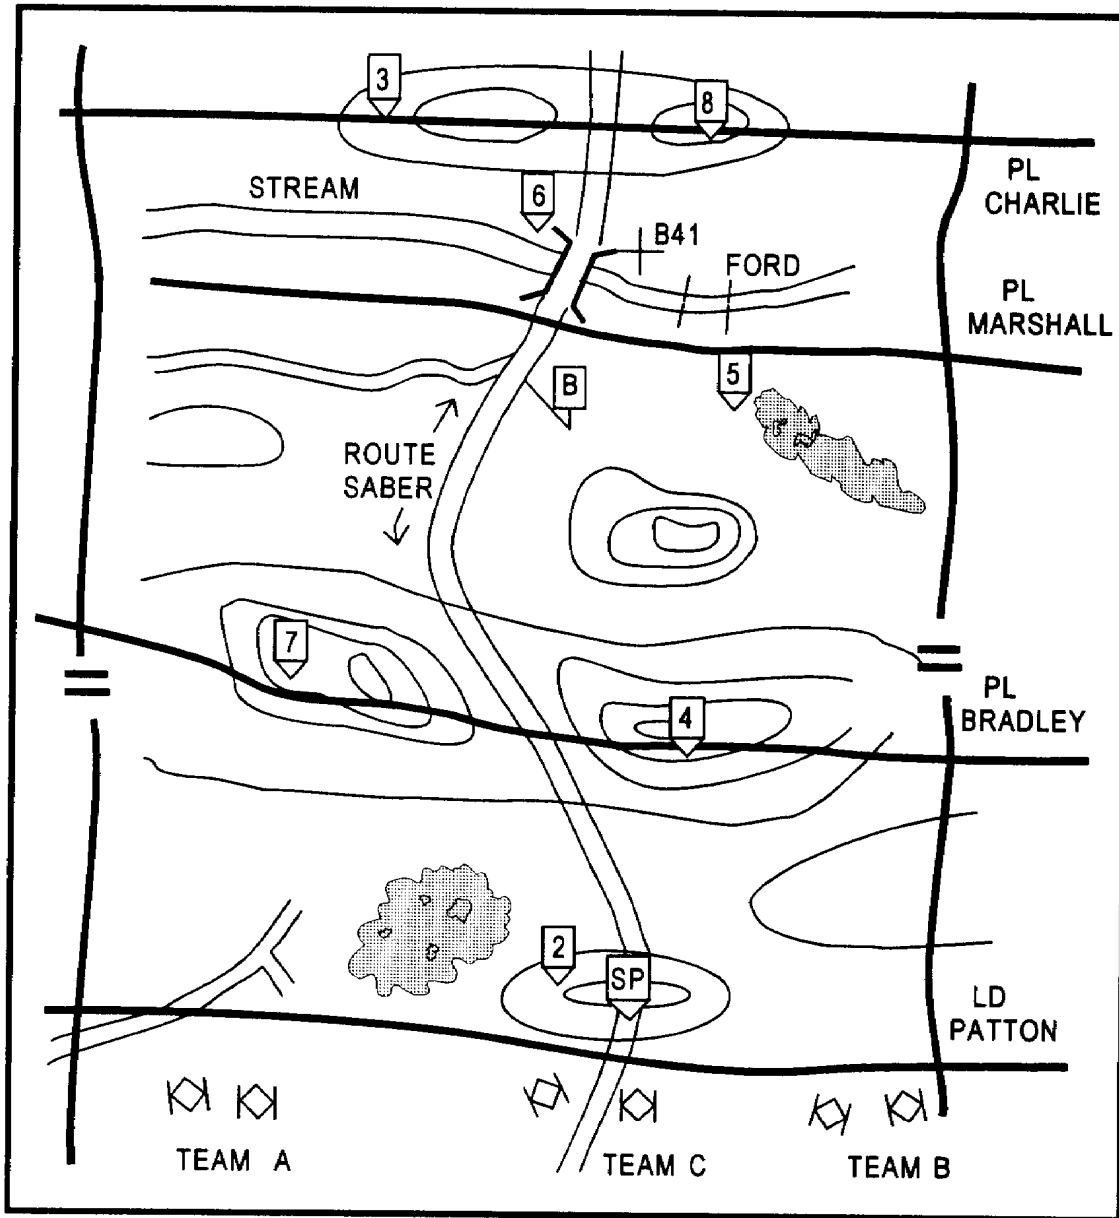 3
8
PL
CHARLIE
STREAM
6
B41
FORD
PL
MARSHALL
B
5
ROUTE
SABER
7
4
PL
BRADLEY
2
SP
LD
PATTON
TEAM A
TEAM C
TEAM B